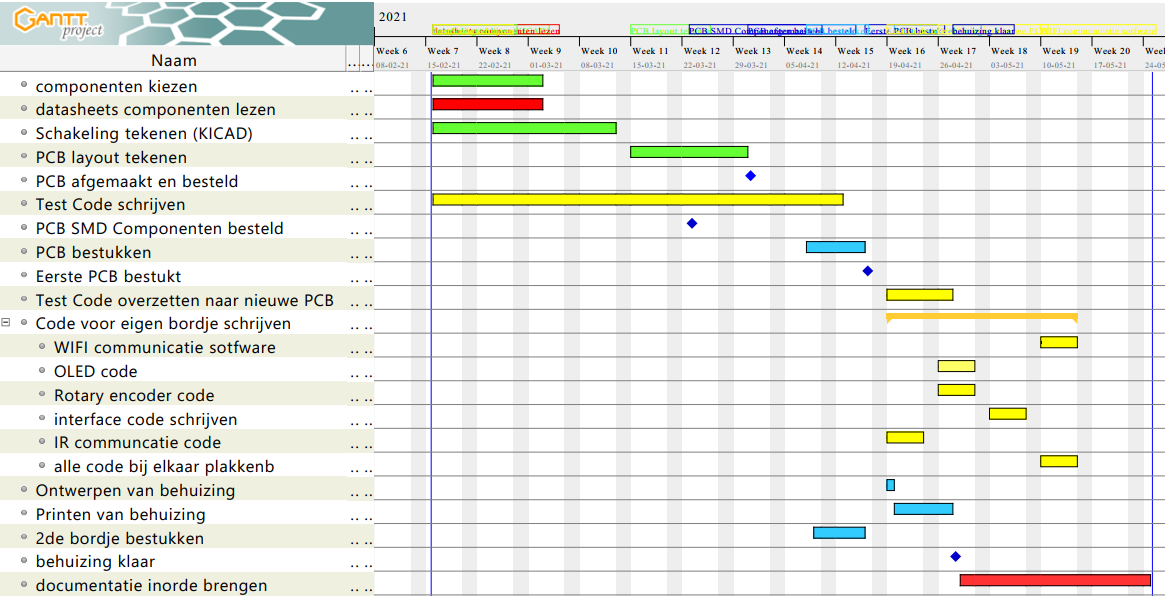 GANTT
project
2021
PCB SMD Co
behuizing klaar
Week 6 Week 7 Week 8 Week 9 Week 10 Week 11 Week 12 Week 13 Week 14 Week 15 Week 16 Week 17 Week 18 Week 19 Week 20
Naam ... ...
08-02-21 15-02-21 22-02-21 01-03-21 08-03-21 15-03-21 22-03-21 29-03-21 05-04-21 12-04-21 19-04-21 26-04-21 03-05-21 10-05-21 17-05-21
componenten kiezen .. ..
datasheets componenten lezen .. ..
Schakeling tekenen (KICAD) .. ..
PCB layout tekenen .. ..
PCB afgemaakt en besteld .. ..
Test Code schrijven .. ..
PCB SMD Componenten besteld .. ..
PCB bestukken .. ..
Eerste PCB bestukt .. ..
Test Code overzetten naar nieuwe PCB .. ..
Code voor eigen bordje schrijven .. ..
WIFI communicatie sotfware .. ..
OLED code .. ..
Rotary encoder code .. ..
interface code schrijven .. ..
IR communcatie code .. ..
alle code bij elkaar plakkenb .. ..
Ontwerpen van behuizing .. ..
Printen van behuizing .. ..
2de bordje bestukken .. ..
behuizing klaar .. ..
documentatie inorde brengen .. ..